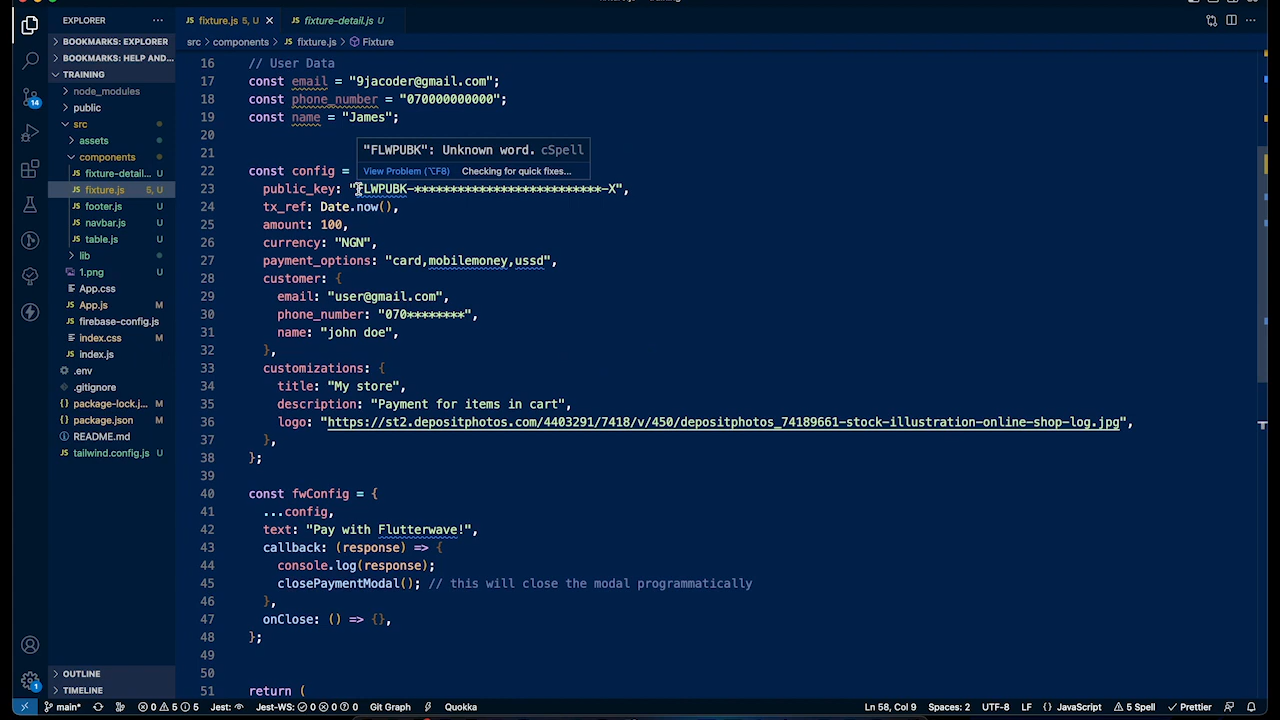 EXPLORER
fixture.js 5, U
fixture-detail.js U
BOOKMARKS: EXPLORER
src components fixture.js Fixture
BOOKMARKS: HELP AND...
TRAINING
node_modules
public
src
assets
components
fixture-detail... U
fixture.js 5, U
footer.js U
navbar.js U
table.js U
lib
1.png U
App.css
App.js M
firebase-config.js
index.css M
index.js
.env
.gitignore
package-lock.j... M
package.json M
README.md
tailwind.config.js U
OUTLINE
TIMELINE
14
1
16 // User Data
17 const email = "9jacoder@gmail.com";
18 const phone_number = "070000000000";
19 const name = "James";
20
21
"FLWPUBK": Unknown word. cSpell
View Problem (⌥F8) Checking for quick fixes...
22 const config =
23 public_key: "FLWPUBK-**************************-X",
24 tx_ref: Date.now(),
25 amount: 100,
26 currency: "NGN",
27 payment_options: "card,mobilemoney,ussd",
28 customer: {
29 email: "user@gmail.com",
30 phone_number: "070********",
31 name: "john doe",
32 },
33 customizations: {
34 title: "My store",
35 description: "Payment for items in cart",
36 logo: "https://st2.depositphotos.com/4403291/7418/v/450/depositphotos_74189661-stock-illustration-online-shop-log.jpg",
37 },
38 };
39
40 const fwConfig = {
41 ...config,
42 text: "Pay with Flutterwave!",
43 callback: (response) => {
44 console.log(response);
45 closePaymentModal(); // this will close the modal programmatically
46 },
47 onClose: () => {},
48 };
49
50
51 return (
main* 0 5 5 Jest: Jest-WS: 0 0 0 Git Graph Quokka Ln 58, Col 9 Spaces: 2 UTF-8 LF JavaScript 5 Spell Prettier